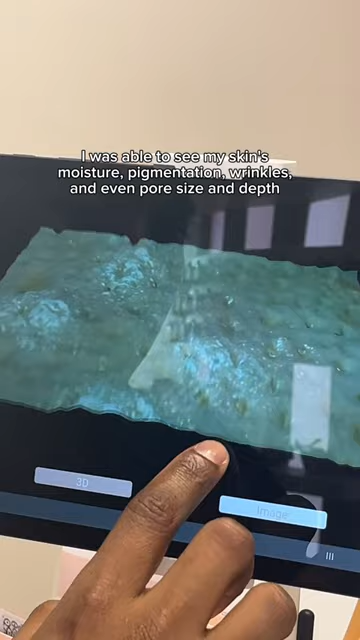 I was able to see my skin's
moisture, pigmentation, wrinkles,
and even pore size and depth
3D
Image